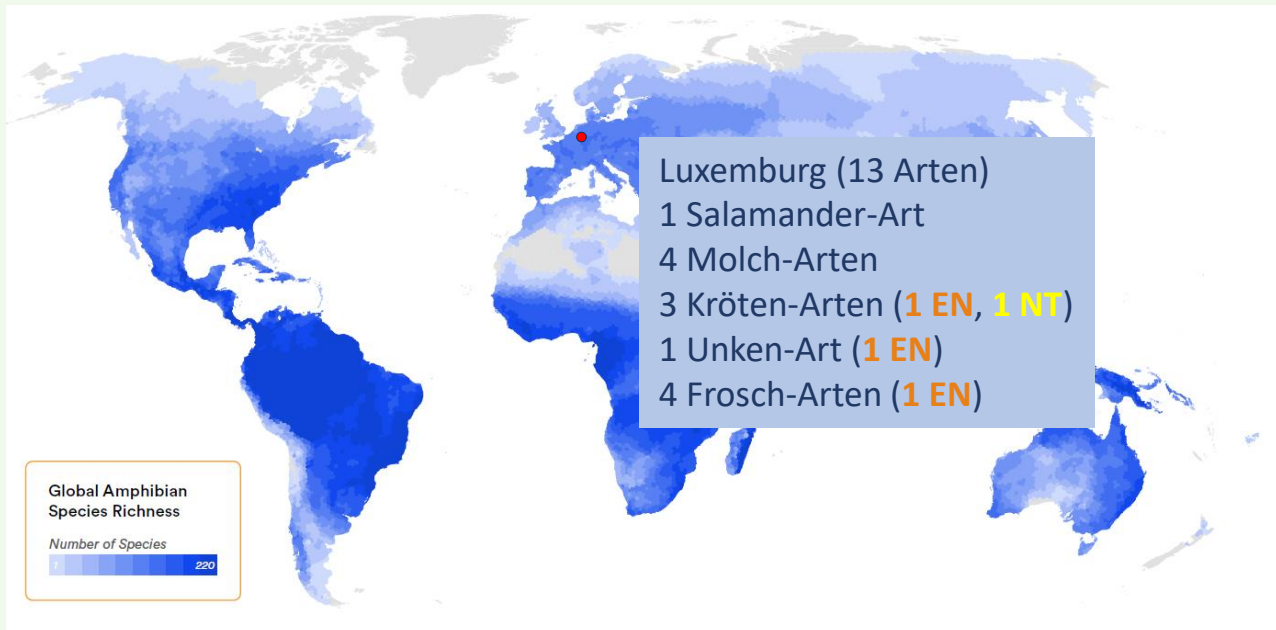 Luxemburg (13 Arten)
1 Salamander-Art
4 Molch-Arten
3 Kröten-Arten (1 EN, 1 NT)
1 Unken-Art (1 EN)
4 Frosch-Arten (1 EN)
Global Amphibian
Species Richness
Number of Species
1 220